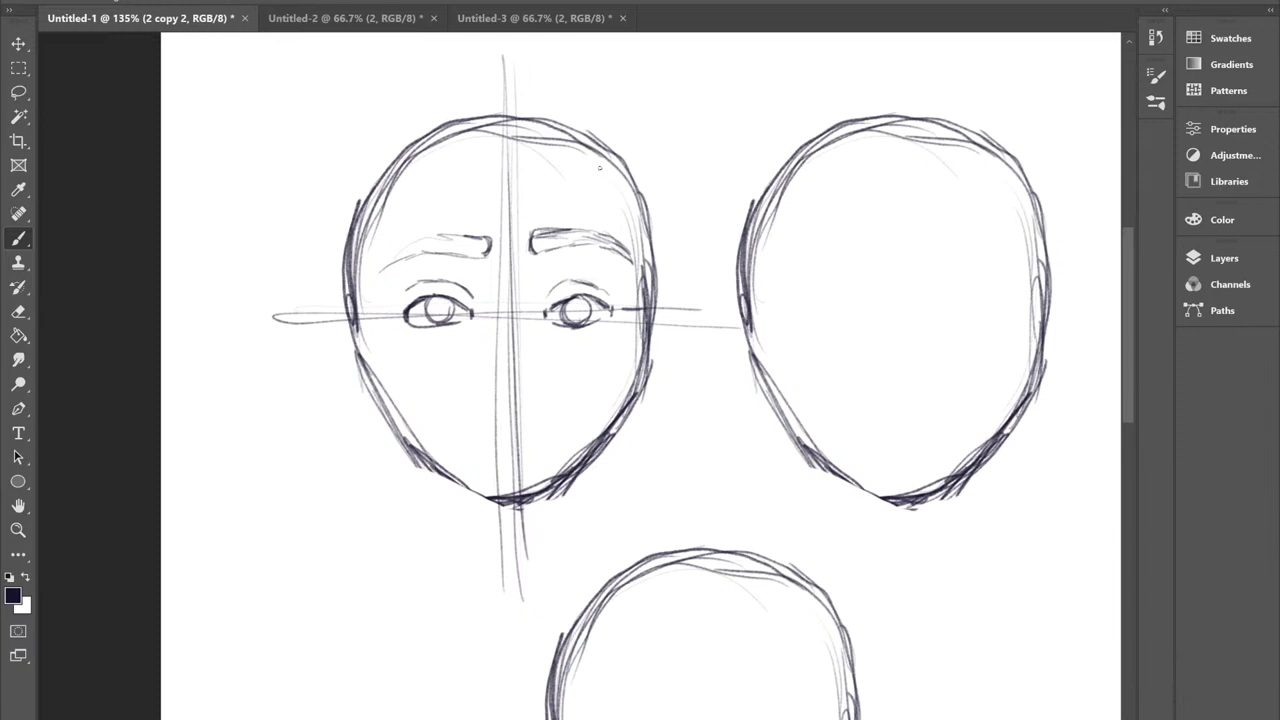 Untitled-1 @ 135% (2 copy 2, RGB/8) * × Untitled-2 @ 66.7% (2, RGB/8) * × Untitled-3 @ 66.7% (2, RGB/8) * ×
Swatches
Gradients
Patterns
Properties
Adjustme...
Libraries
Color
Layers
Channels
Paths